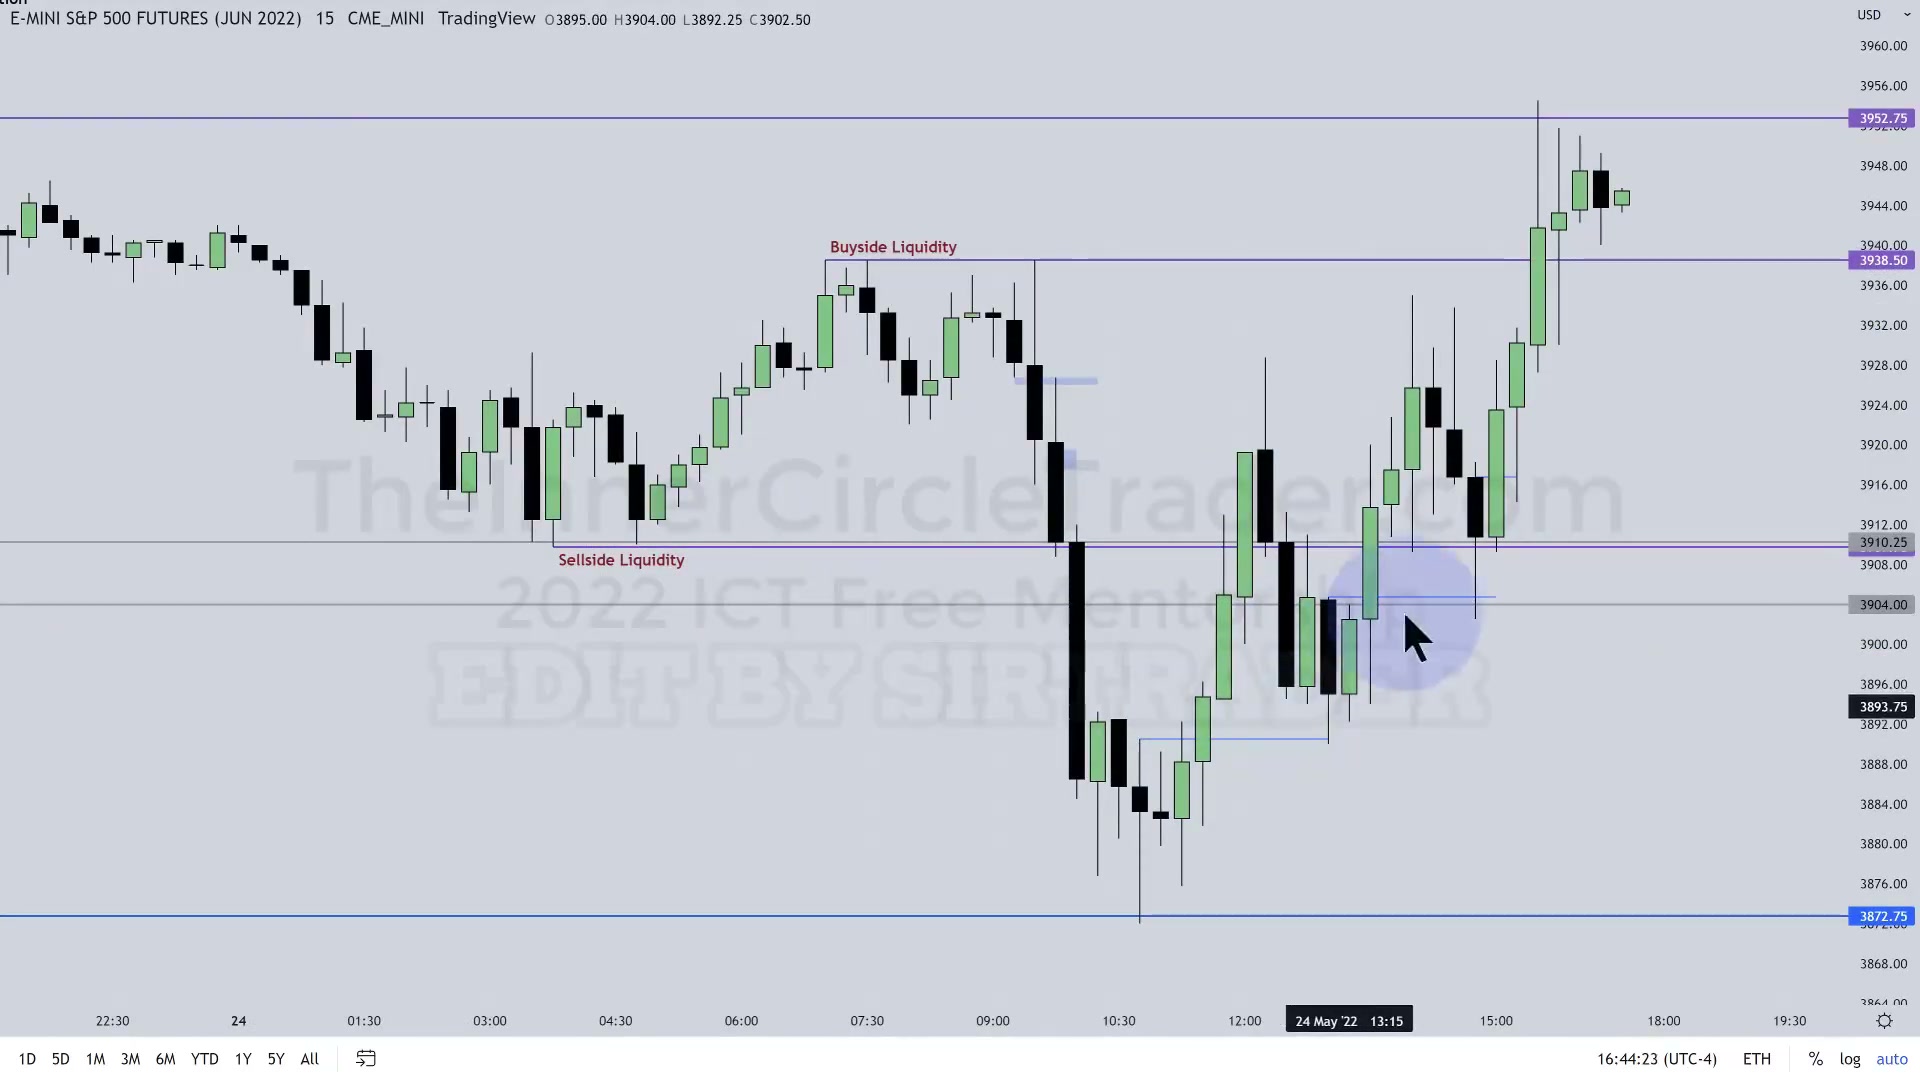 tion
E-MINI S&P 500 FUTURES (JUN 2022) 15 CME_MINI TradingView O3895.00 H3904.00 L3892.25 C3902.50
USD
3960.00
3956.00
3952.75
3948.00
3944.00
3940.00
Buyside Liquidity
3938.50
3936.00
3932.00
3928.00
3924.00
3920.00
3916.00
TheInnerCircleTrader.com
3912.00
3910.25
Sellside Liquidity
3908.00
2022 ICT Free Mentorship
3904.00
3900.00
EDIT BY SIRTRADER
3896.00
3893.75
3892.00
3888.00
3884.00
3880.00
3876.00
3872.75
3868.00
3864.00
22:30 24 01:30 03:00 04:30 06:00 07:30 09:00 10:30 12:00 24 May '22 13:15 15:00 18:00 19:30
1D 5D 1M 3M 6M YTD 1Y 5Y All 16:44:23 (UTC-4) ETH % log auto